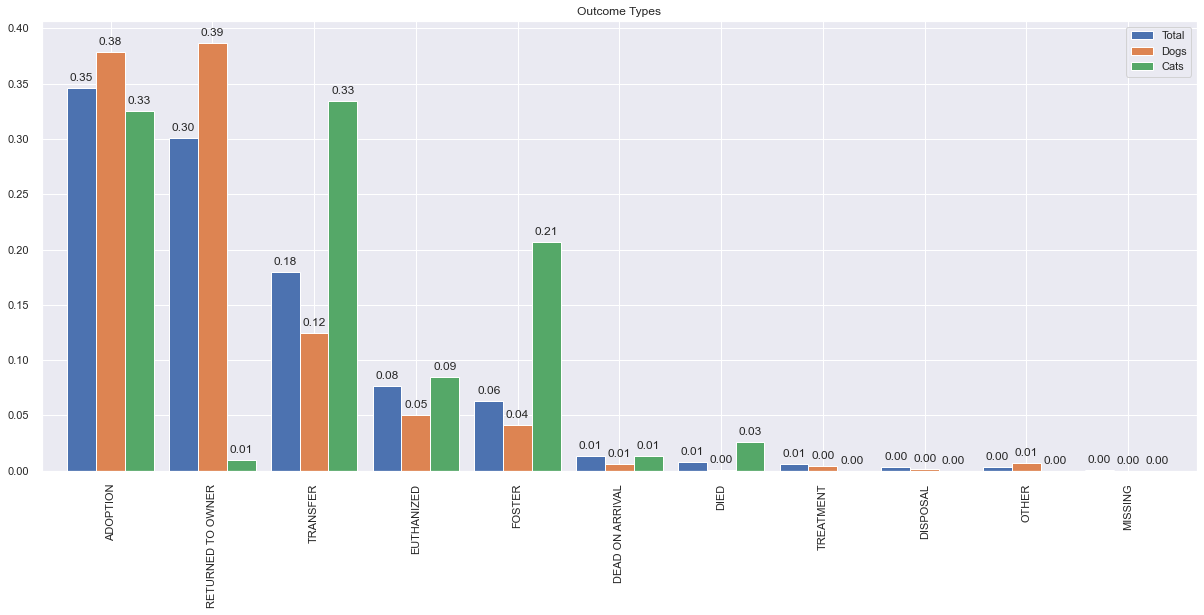 Outcome Types
0.40
0.35
0.30
0.25
0.20
0.15
0.10
0.05
0.00
0.35 0.38 0.33
0.30 0.39 0.01
0.18 0.12 0.33
0.08 0.05 0.09
0.06 0.04 0.21
0.01 0.01 0.01
0.01 0.00 0.03
0.01 0.00 0.00
0.00 0.00 0.00
0.00 0.01 0.00
0.00 0.00 0.00
Total
Dogs
Cats
ADOPTION
RETURNED TO OWNER
TRANSFER
EUTHANIZED
FOSTER
DEAD ON ARRIVAL
DIED
TREATMENT
DISPOSAL
OTHER
MISSING